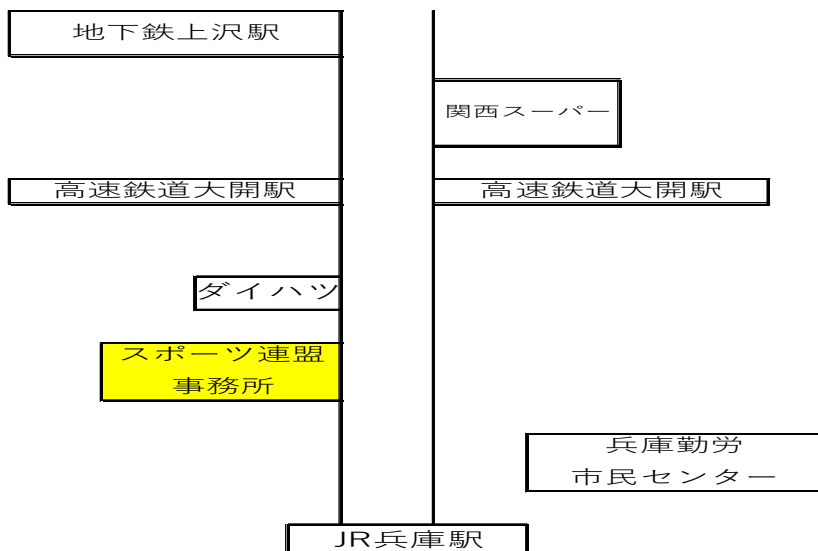 地下鉄上沢駅
関西スーパー
高速鉄道大開駅
高速鉄道大開駅
ダイハツ
スポーツ連盟
事務所
兵庫勤労
市民センター
JR兵庫駅